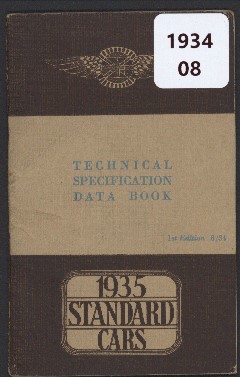 1934
08
TECHNICAL
SPECIFICATION
DATA BOOK
1st Edition 8/34
1935
STANDARD
CARS